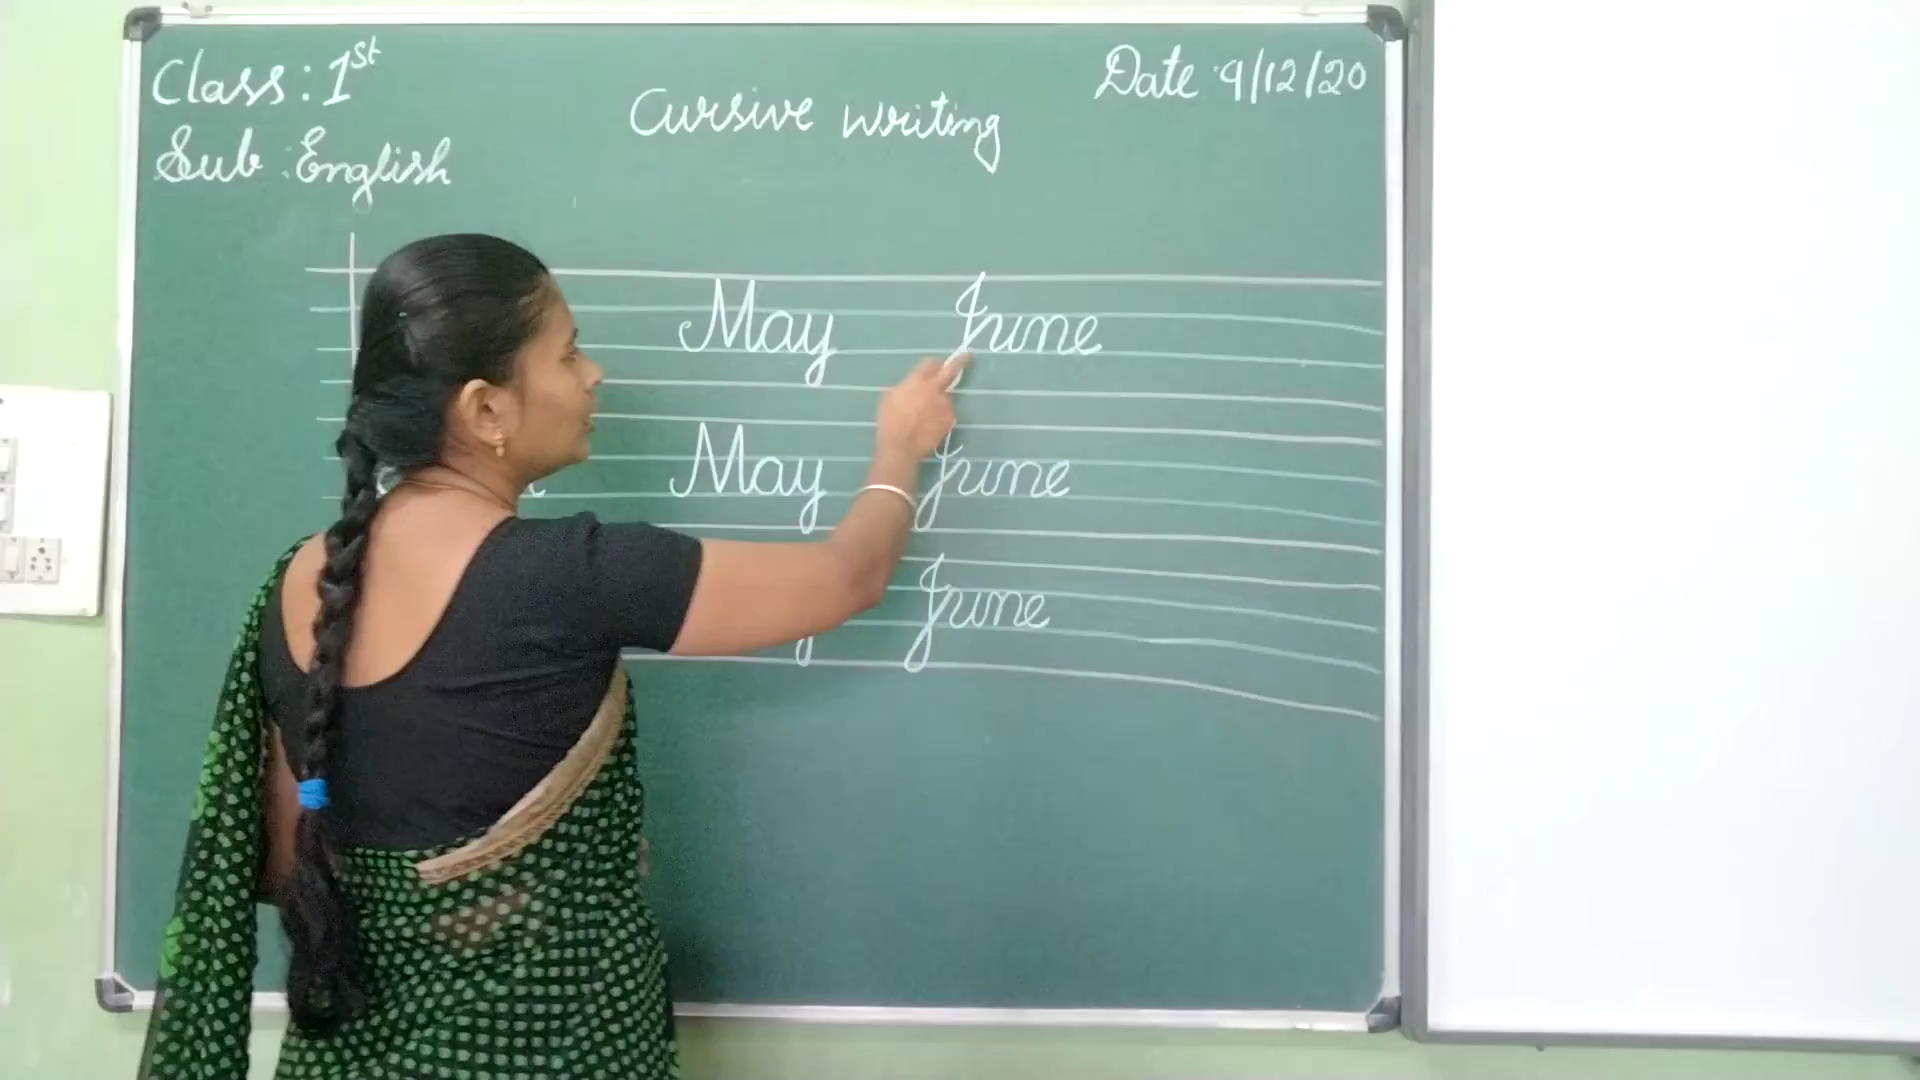 Class : 1st
Date : 9/12/20
Cursive writing
Sub : English
May June
May June
June